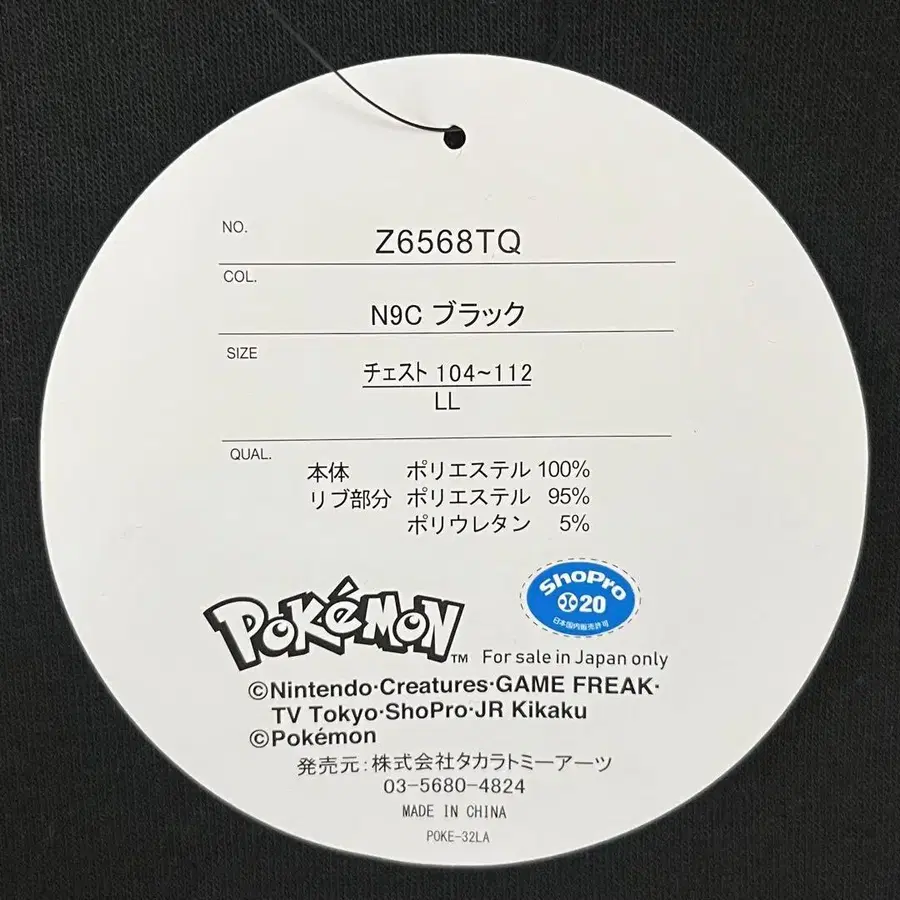 NO.
Z6568TQ
COL.
N9C ブラック
SIZE
チェスト 104~112
LL
QUAL.
本体 ポリエステル 100%
リブ部分 ポリエステル 95%
ポリウレタン 5%
ShoPro
20
日本国内販売許可
POKéMON™ For sale in Japan only
©Nintendo·Creatures·GAME FREAK·
TV Tokyo·ShoPro·JR Kikaku
©Pokémon
発売元:株式会社タカラトミーアーツ
03-5680-4824
MADE IN CHINA
POKE-32LA